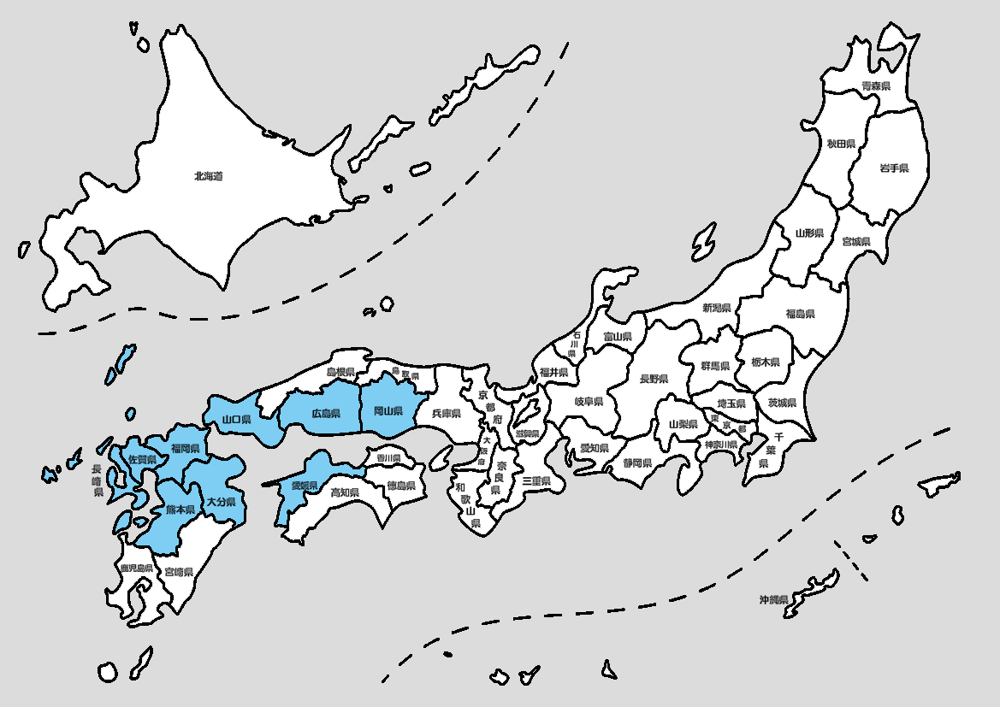 北海道
青森県
秋田県
岩手県
山形県
宮城県
新潟県
福島県
石川県
富山県
福井県
長野県
群馬県
栃木県
岐阜県
埼玉県
茨城県
山梨県
東京都
神奈川県
千葉県
愛知県
静岡県
滋賀県
三重県
京都府
大阪府
奈良県
和歌山県
兵庫県
鳥取県
島根県
岡山県
広島県
山口県
香川県
徳島県
高知県
愛媛県
福岡県
佐賀県
長崎県
大分県
熊本県
宮崎県
鹿児島県
沖縄県